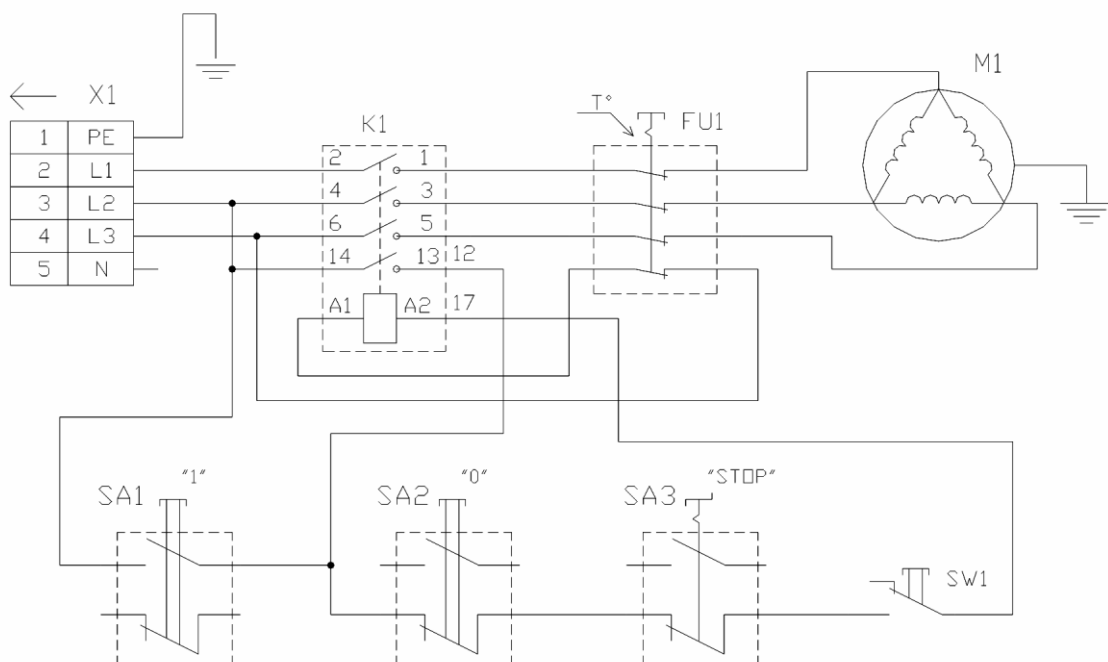 X1
1 PE
2 L1
3 L2
4 L3
5 N
K1
2 1
4 3
6 5
14 13 12
A1 A2 17
T°
FU1
M1
SA1 "1"
SA2 "0"
SA3 "STOP"
SW1